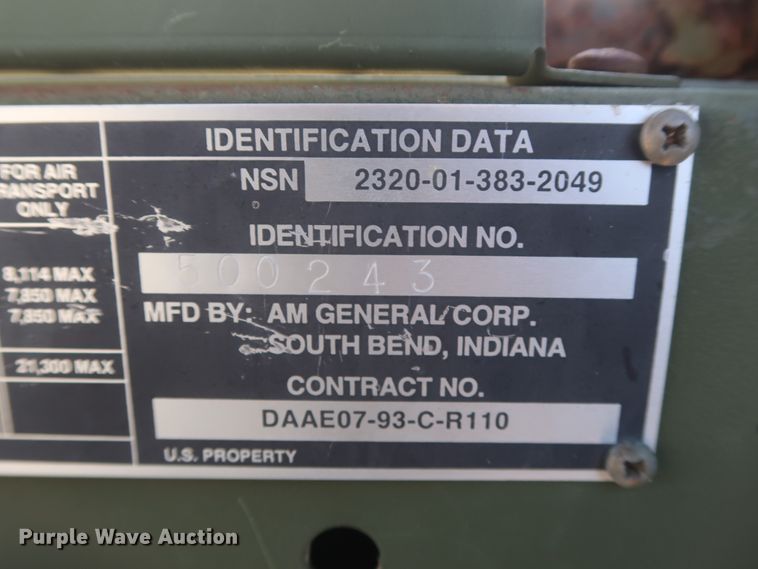 IDENTIFICATION DATA
NSN 2320-01-383-2049
IDENTIFICATION NO.
500243
MFD BY: AM GENERAL CORP.
SOUTH BEND, INDIANA
CONTRACT NO.
DAAE07-93-C-R110
U.S. PROPERTY
FOR AIR
TRANSPORT
ONLY
8,114 MAX
7,850 MAX
7,850 MAX
21,300 MAX
Purple Wave Auction